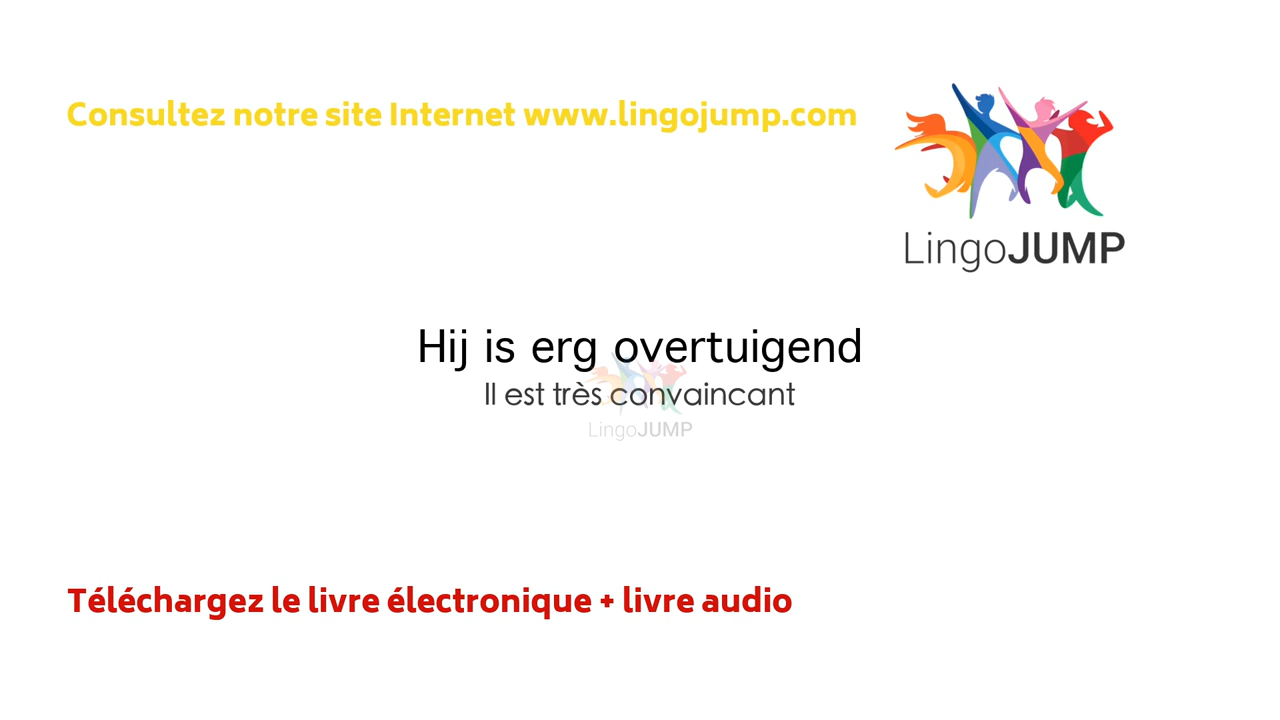 Consultez notre site Internet www.lingojump.com
LingoJUMP
Hij is erg overtuigend
Il est très convaincant
LingoJUMP
Téléchargez le livre électronique + livre audio